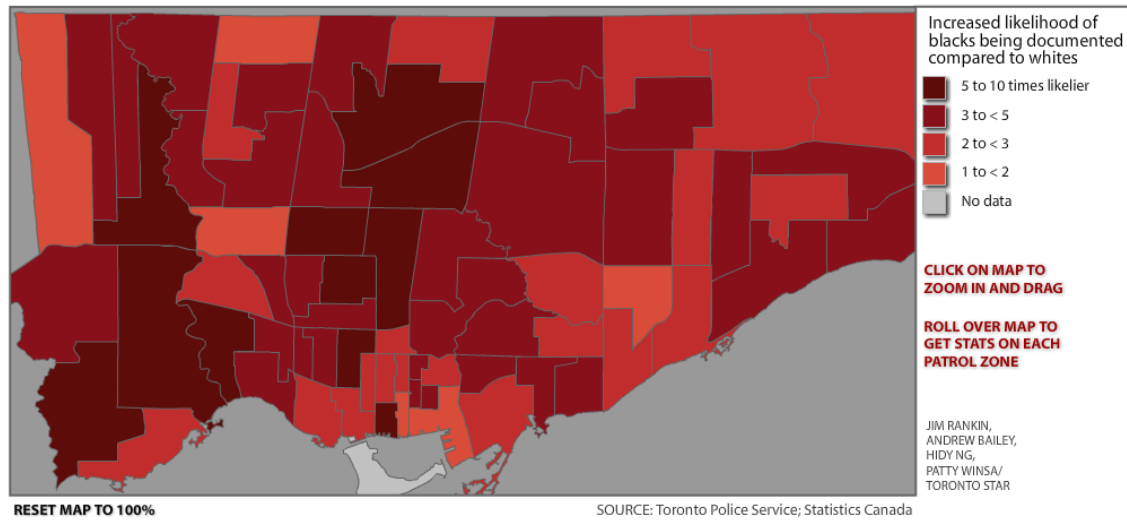 Increased likelihood of
blacks being documented
compared to whites
5 to 10 times likelier
3 to < 5
2 to < 3
1 to < 2
No data
CLICK ON MAP TO
ZOOM IN AND DRAG
ROLL OVER MAP TO
GET STATS ON EACH
PATROL ZONE
JIM RANKIN,
ANDREW BAILEY,
HIDY NG,
PATTY WINSA/
TORONTO STAR
RESET MAP TO 100%
SOURCE: Toronto Police Service; Statistics Canada